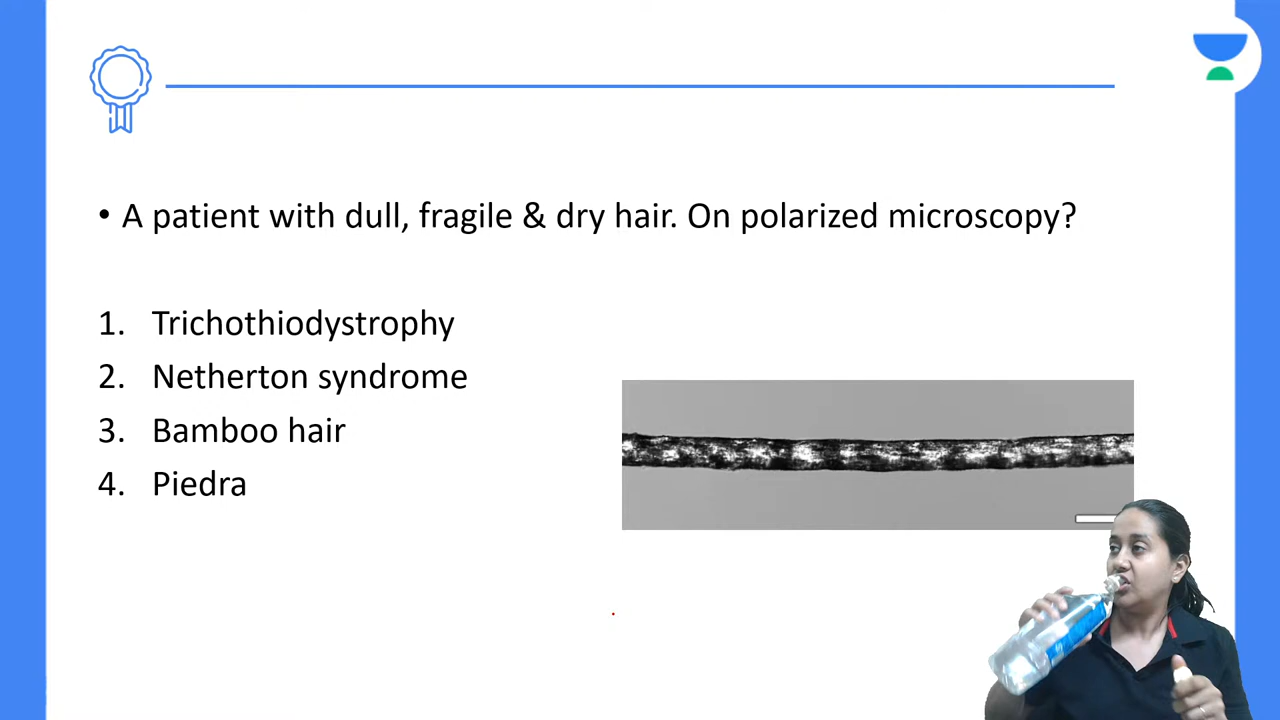 • A patient with dull, fragile & dry hair. On polarized microscopy?
1. Trichothiodystrophy
2. Netherton syndrome
3. Bamboo hair
4. Piedra